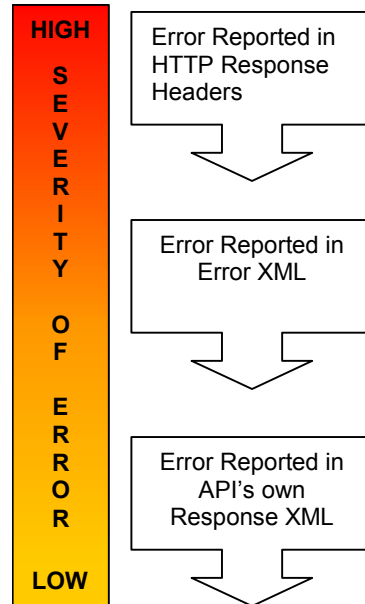 HIGH
S
E
V
E
R
I
T
Y
O
F
E
R
R
O
R
LOW
Error Reported in
HTTP Response
Headers
Error Reported in
Error XML
Error Reported in
API's own
Response XML